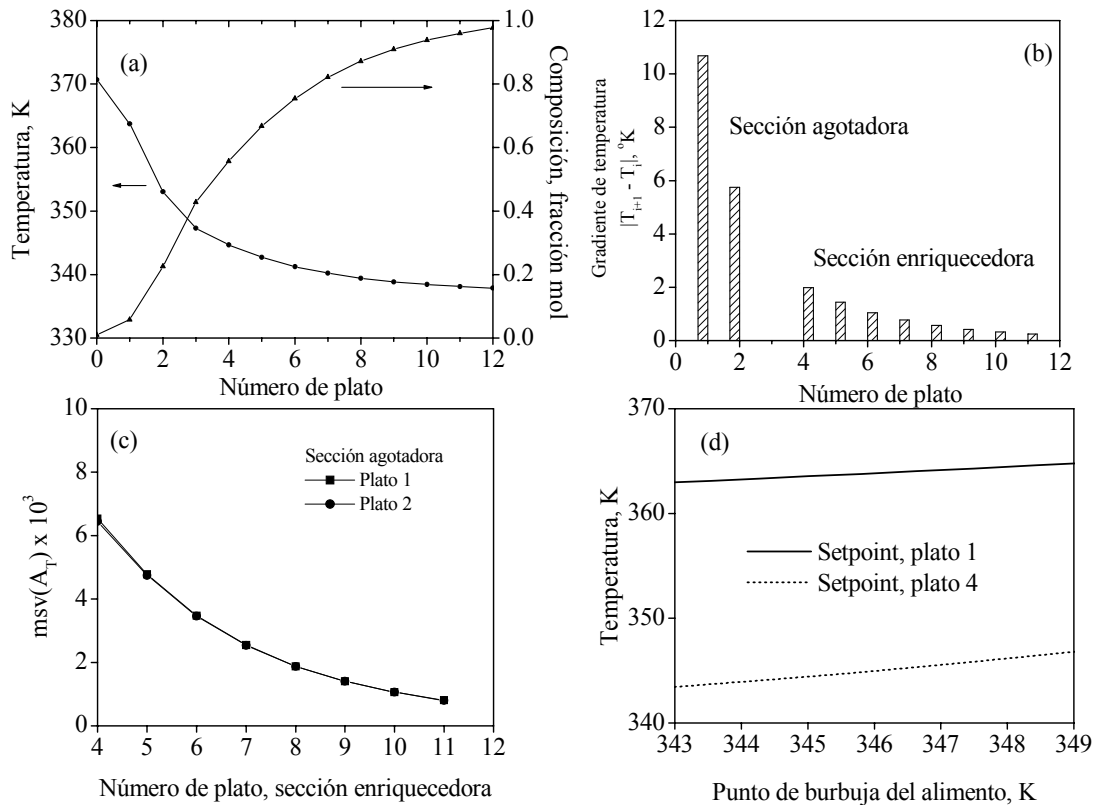 (a)
Temperatura, K
380
370
360
350
340
330
0 2 4 6 8 10 12
Número de plato
1.0
0.8
0.6
0.4
0.2
0.0
Composición, fracción mol
(b)
Gradiente de temperatura
|T_{i+1} - T_i|, °K
12
10
8
6
4
2
0
Sección agotadora
Sección enriquecedora
0 2 4 6 8 10 12
Número de plato
(c)
msv(A_T) x 10^3
10
8
6
4
2
0
Sección agotadora
Plato 1
Plato 2
4 5 6 7 8 9 10 11 12
Número de plato, sección enriquecedora
(d)
Temperatura, K
370
360
350
340
Setpoint, plato 1
Setpoint, plato 4
343 344 345 346 347 348 349
Punto de burbuja del alimento, K